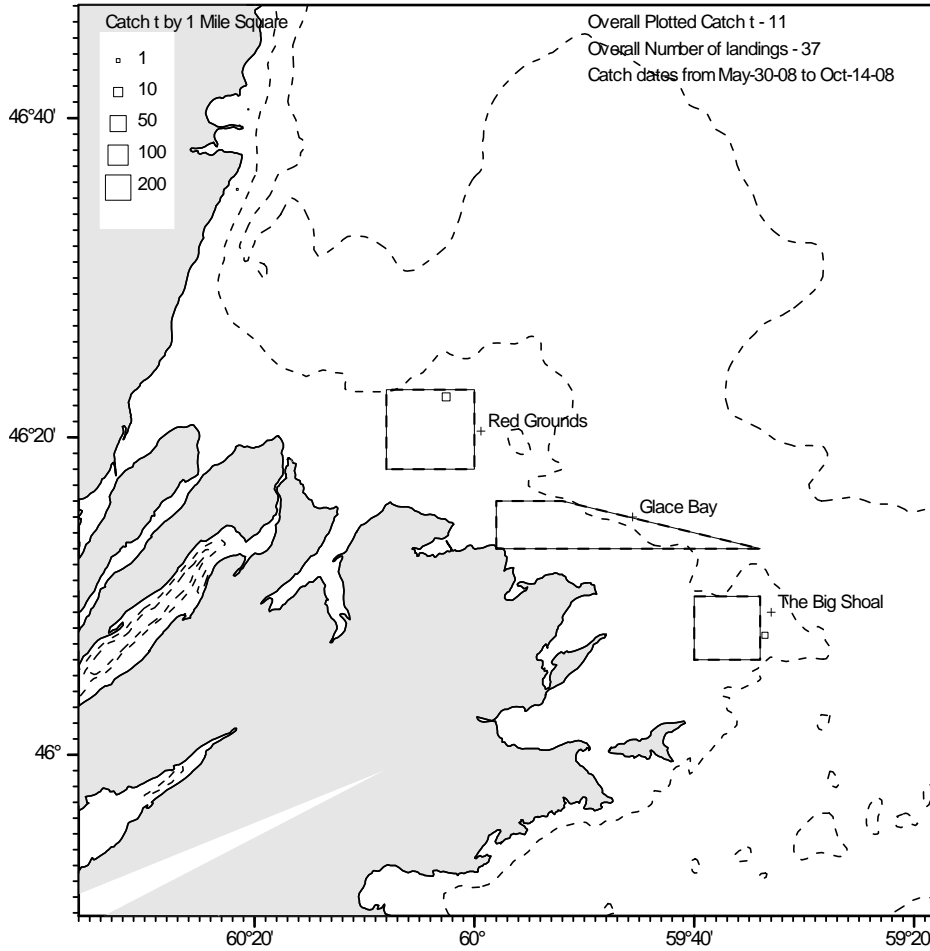 Catch t by 1 Mile Square
1
10
50
100
200
Overall Plotted Catch t - 11
Overall Number of landings - 37
Catch dates from May-30-08 to Oct-14-08
46°40'
46°20'
46°
Red Grounds
Glace Bay
The Big Shoal
60°20'
60°
59°40'
59°20'